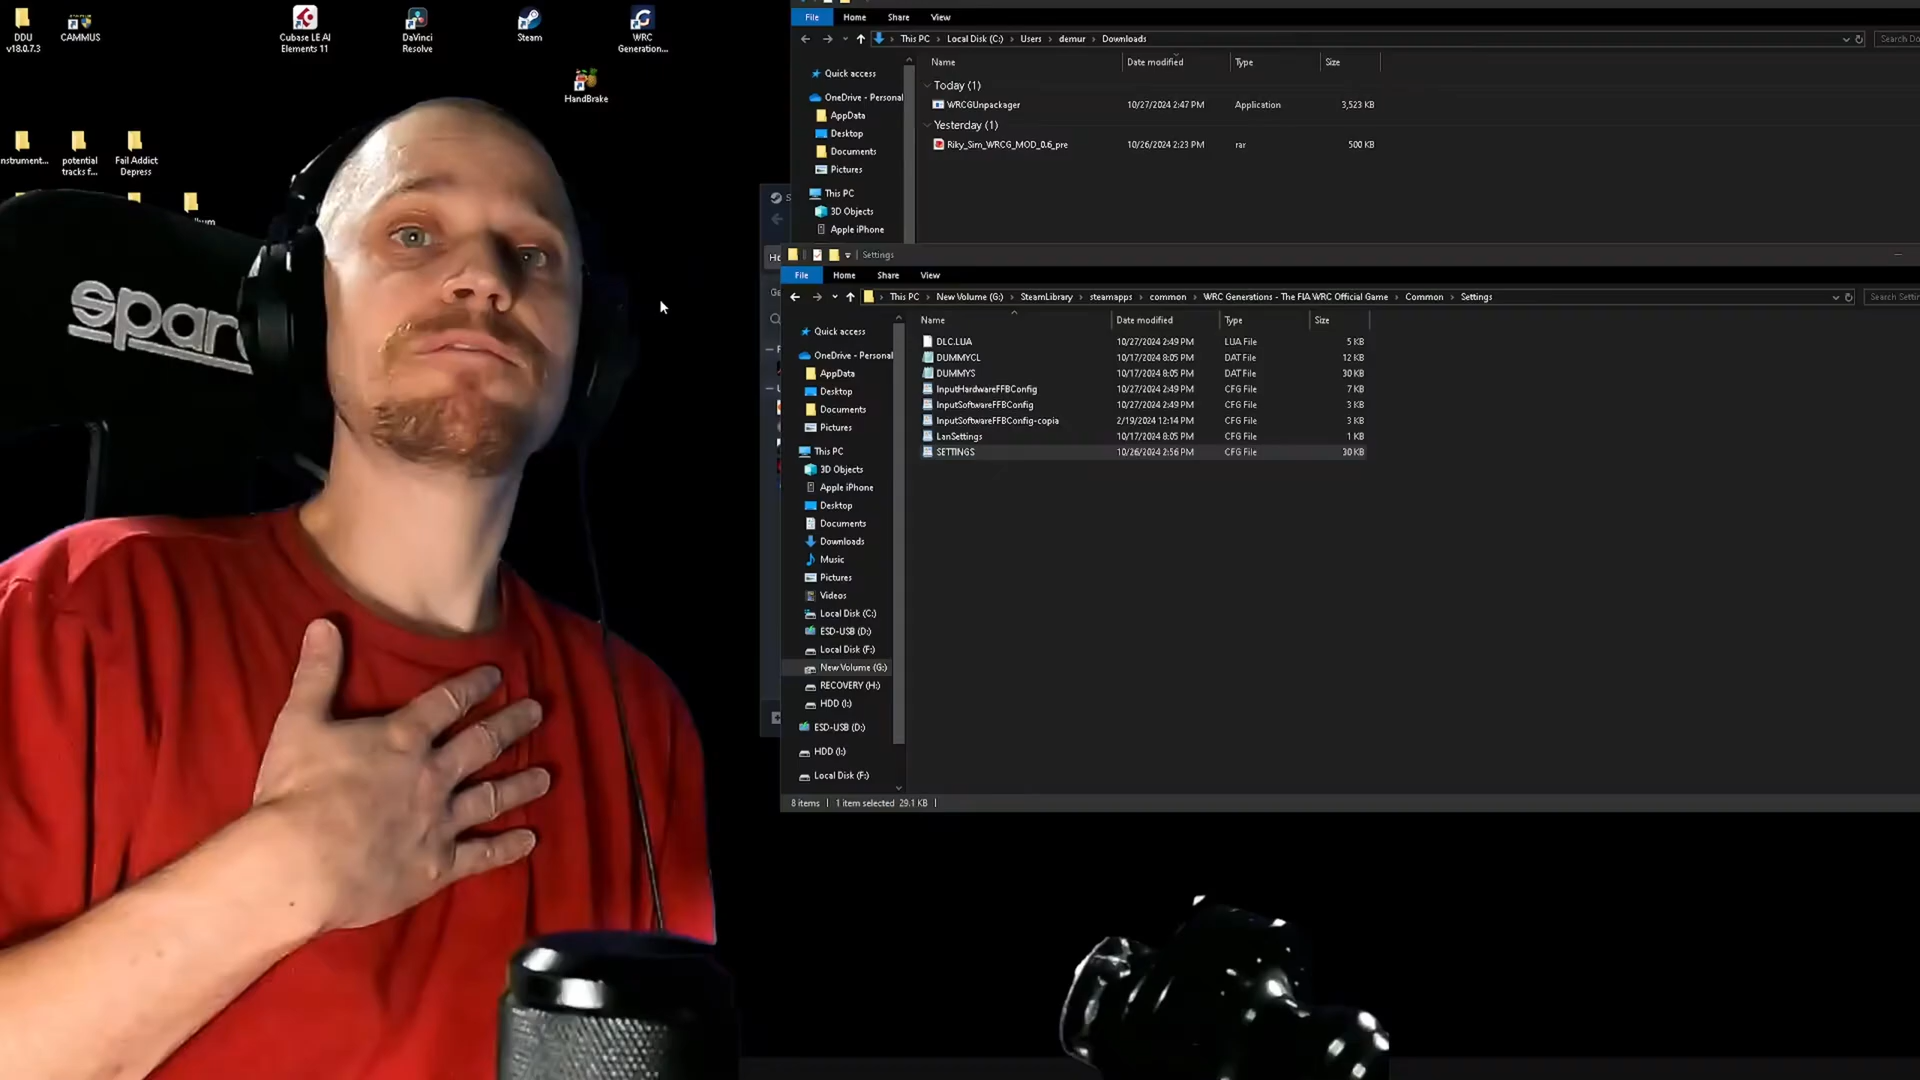 DDU
v18.0.7.3
CAMMUS
Cubase LE AI
Elements 11
DaVinci
Resolve
Steam
WRC
Generation...
HandBrake
nstrument...
potential
tracks f...
Fail Addict
Depress
spar
File Home Share View
This PC > Local Disk (C:) > Users > demur > Downloads
Search Do
Name Date modified Type Size
Quick access
OneDrive - Personal
AppData
Desktop
Documents
Pictures
This PC
3D Objects
Apple iPhone
Today (1)
WRCGUnpackager 10/27/2024 2:47 PM Application 3,523 KB
Yesterday (1)
Riky_Sim_WRCG_MOD_0.6_pre 10/26/2024 2:23 PM rar 500 KB
Settings
File Home Share View
This PC > New Volume (G:) > SteamLibrary > steamapps > common > WRC Generations - The FIA WRC Official Game > Common > Settings
Search Settin
Name Date modified Type Size
DLC.LUA 10/27/2024 2:49 PM LUA File 5 KB
DUMMYCL 10/17/2024 8:05 PM DAT File 12 KB
DUMMYS 10/17/2024 8:05 PM DAT File 30 KB
InputHardwareFFBConfig 10/27/2024 2:49 PM CFG File 7 KB
InputSoftwareFFBConfig 10/27/2024 2:49 PM CFG File 3 KB
InputSoftwareFFBConfig-copia 2/19/2024 12:14 PM CFG File 3 KB
LanSettings 10/17/2024 8:05 PM CFG File 1 KB
SETTINGS 10/26/2024 2:56 PM CFG File 30 KB
Quick access
OneDrive - Personal
AppData
Desktop
Documents
Pictures
This PC
3D Objects
Apple iPhone
Desktop
Documents
Downloads
Music
Pictures
Videos
Local Disk (C:)
ESD-USB (D:)
Local Disk (F:)
New Volume (G:)
RECOVERY (H:)
HDD (I:)
ESD-USB (D:)
HDD (I:)
Local Disk (F:)
8 items 1 item selected 29.1 KB